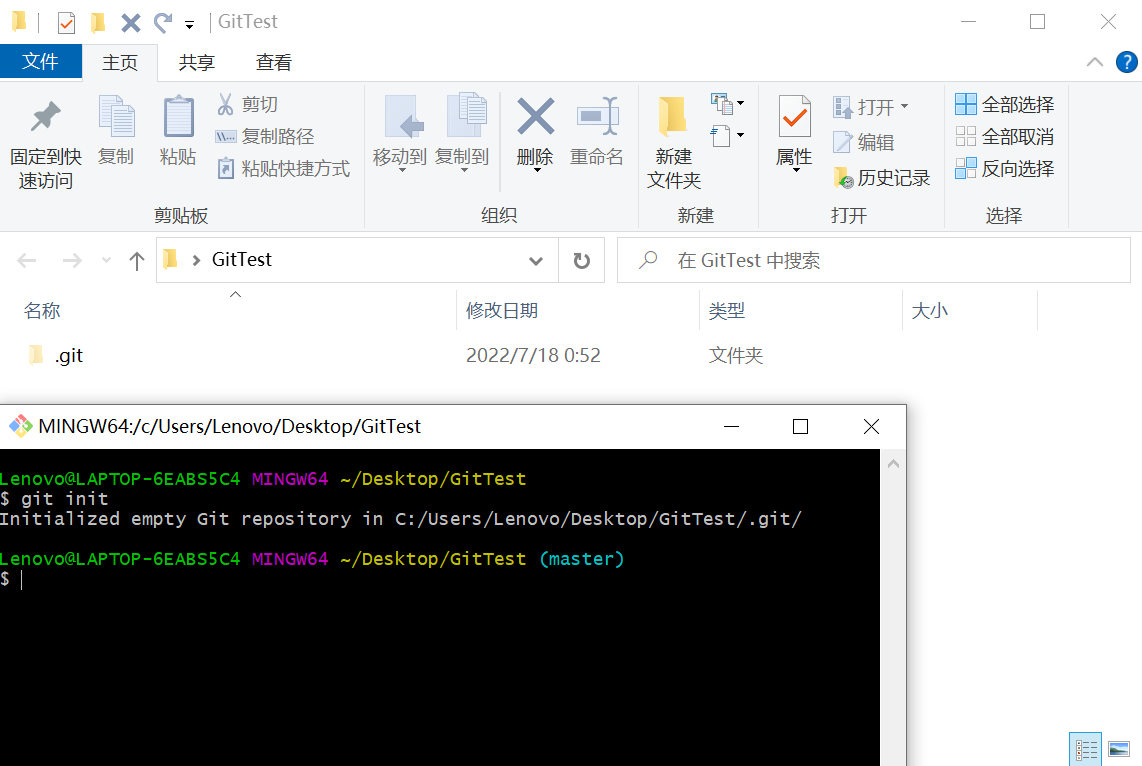 GitTest
文件 主页 共享 查看
固定到快速访问
复制
粘贴
剪切
复制路径
粘贴快捷方式
移动到 复制到
删除 重命名
新建文件夹
属性
打开
编辑
历史记录
全部选择
全部取消
反向选择
剪贴板 组织 新建 打开 选择
GitTest
在 GitTest 中搜索
名称 修改日期 类型 大小
.git 2022/7/18 0:52 文件夹
MINGW64:/c/Users/Lenovo/Desktop/GitTest
Lenovo@LAPTOP-6EABS5C4 MINGW64 ~/Desktop/GitTest
$ git init
Initialized empty Git repository in C:/Users/Lenovo/Desktop/GitTest/.git/
Lenovo@LAPTOP-6EABS5C4 MINGW64 ~/Desktop/GitTest (master)
$